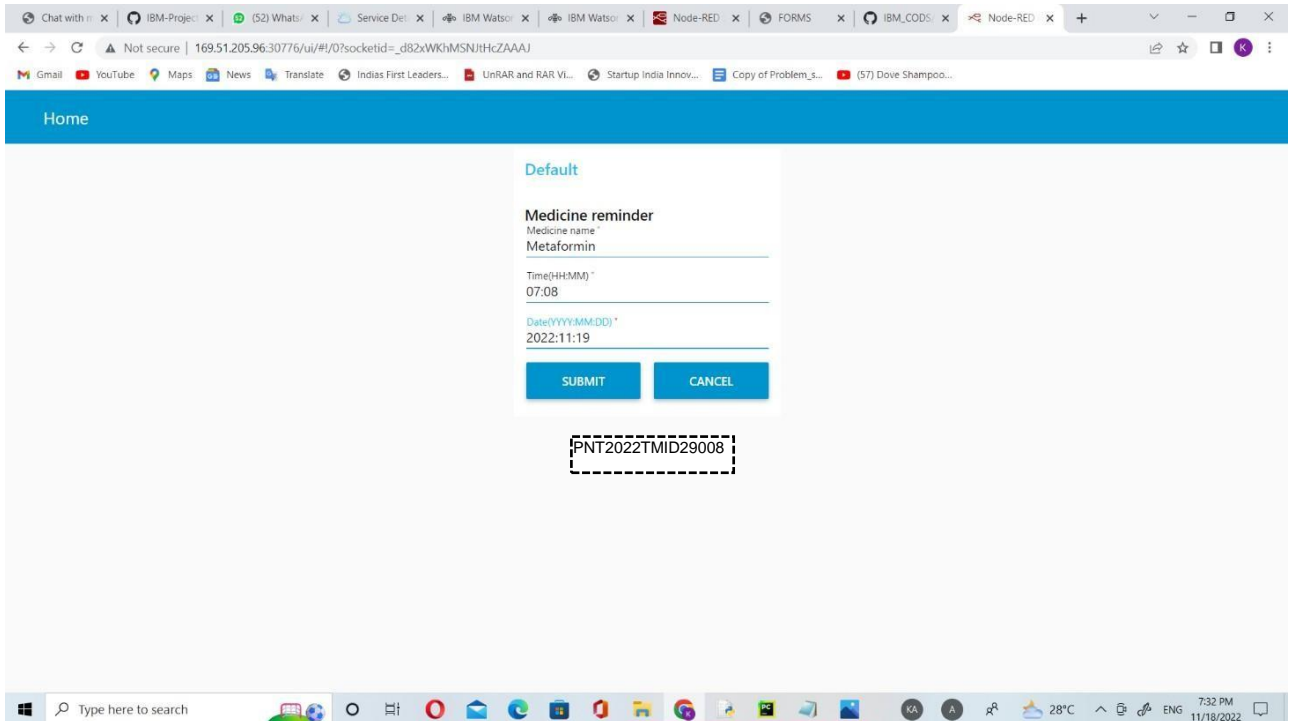 Chat with n
IBM-Project
(52) WhatsA
Service Det
IBM Watson
IBM Watson
Node-RED
FORMS
IBM_CODS
Node-RED
Not secure | 169.51.205.96:30776/ui/#!/0?socketid=_d82xWKhMSNJtHcZAAAJ
K
Gmail
YouTube
Maps
News
Translate
Indias First Leaders...
UnRAR and RAR Vi...
Startup India Innov...
Copy of Problem_s...
(57) Dove Shampoo...
Home
Default
Medicine reminder
Medicine name *
Metaformin
Time(HH:MM) *
07:08
Date(YYYY:MM:DD) *
2022:11:19
SUBMIT CANCEL
PNT2022TMID29008
Type here to search
KA
A
28°C
ENG
7:32 PM
11/18/2022